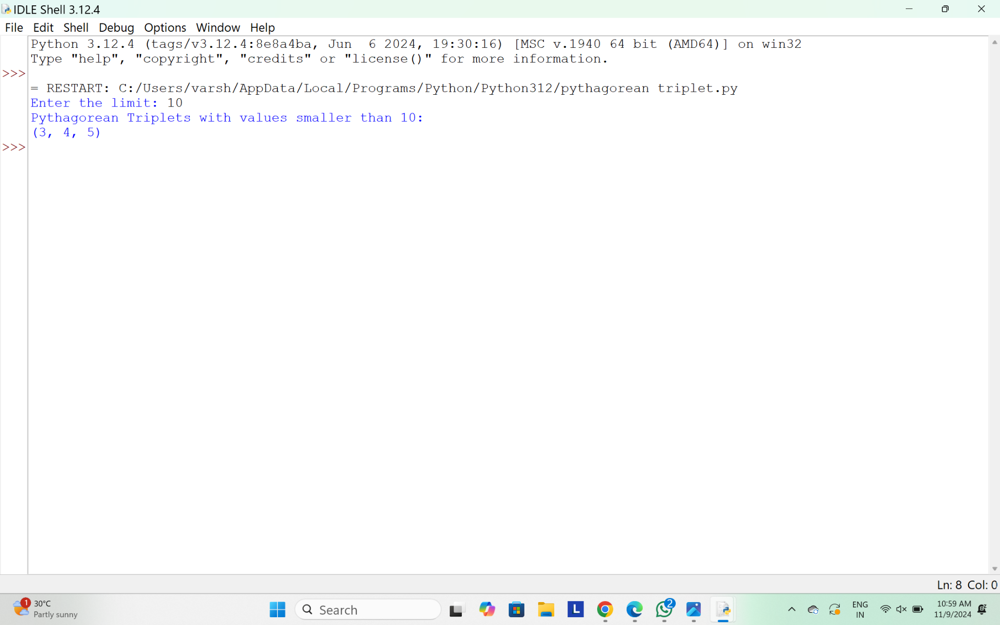 IDLE Shell 3.12.4
File Edit Shell Debug Options Window Help
Python 3.12.4 (tags/v3.12.4:8e8a4ba, Jun  6 2024, 19:30:16) [MSC v.1940 64 bit (AMD64)] on win32
Type "help", "copyright", "credits" or "license()" for more information.
>>>
= RESTART: C:/Users/varsh/AppData/Local/Programs/Python/Python312/pythagorean triplet.py
Enter the limit: 10
Pythagorean Triplets with values smaller than 10:
(3, 4, 5)
>>>
Ln: 8 Col: 0
1 30°C
Partly sunny
Search
L
2
ENG
IN
10:59 AM
11/9/2024